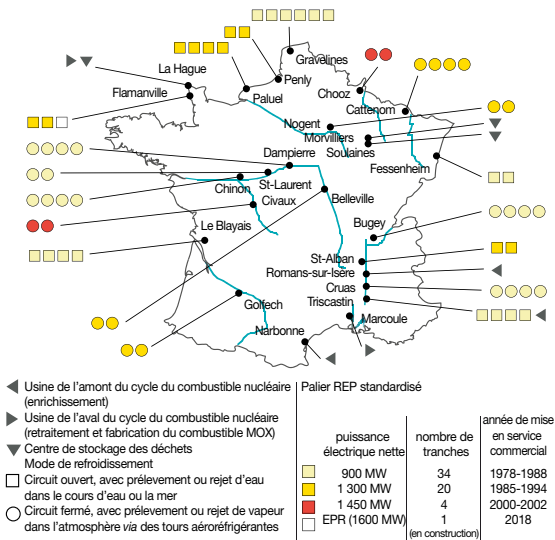 Gravelines
Penly
Chooz
La Hague
Paluel
Cattenom
Flamanville
Nogent
Morvilliers
Soulaines
Dampierre
Fessenheim
St-Laurent
Chinon
Belleville
Civaux
Bugey
Le Blayais
St-Alban
Romans-sur-Isère
Cruas
Golfech
Triscastin
Marcoule
Narbonne
Usine de l'amont du cycle du combustible nucléaire
(enrichissement)
Usine de l'aval du cycle du combustible nucléaire
(retraitement et fabrication du combustible MOX)
Centre de stockage des déchets
Mode de refroidissement
Circuit ouvert, avec prélevement ou rejet d'eau
dans le cours d'eau ou la mer
Circuit fermé, avec prélevement ou rejet de vapeur
dans l'atmosphère via des tours aéroréfrigérantes
Palier REP standardisé
puissance
électrique nette
nombre de
tranches
année de mise
en service
commercial
900 MW 34 1978-1988
1 300 MW 20 1985-1994
1 450 MW 4 2000-2002
EPR (1600 MW) 1 2018
(en construction)